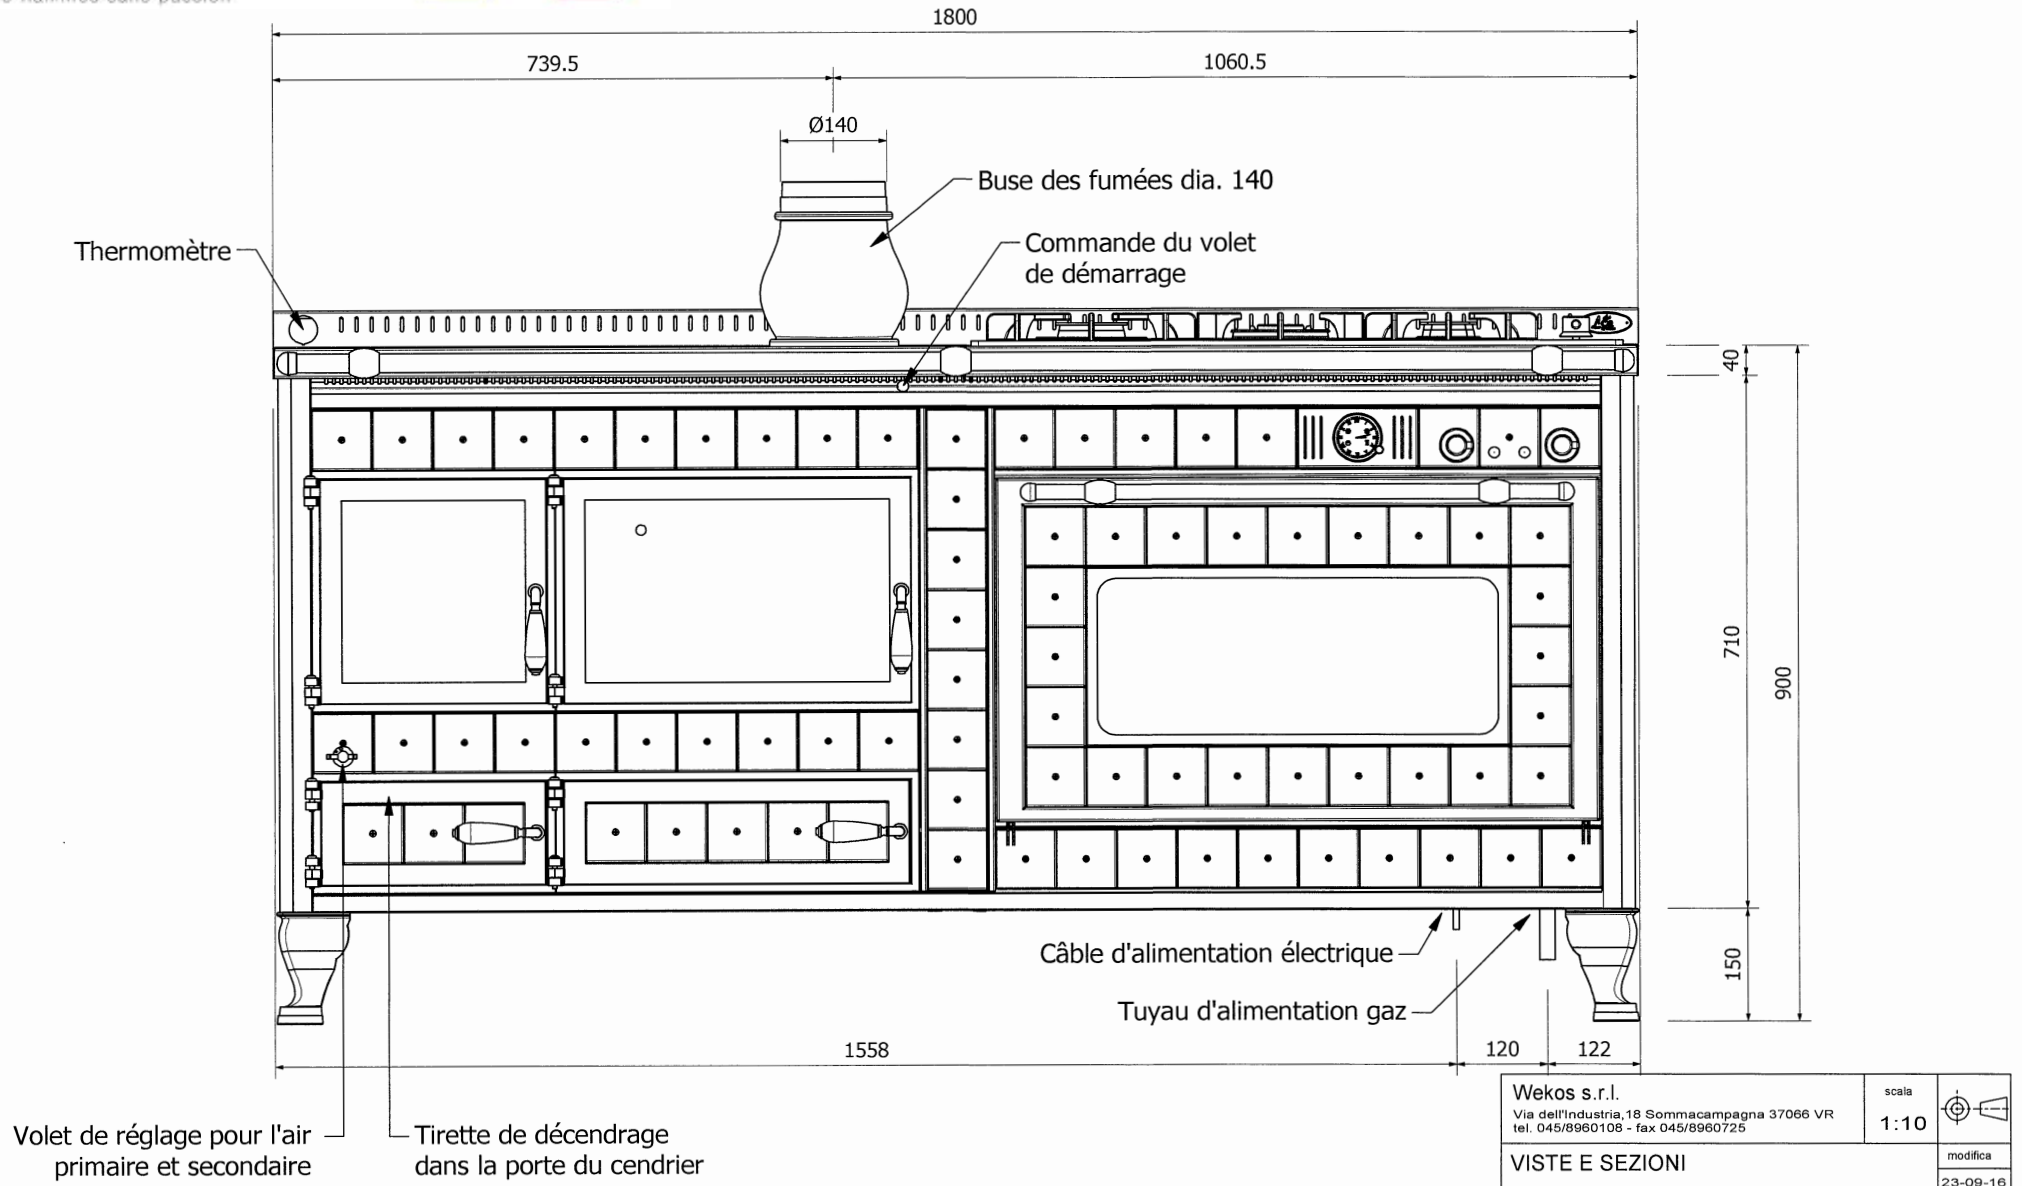 1800
739.5
1060.5
Ø140
Buse des fumées dia. 140
Commande du volet
de démarrage
Thermomètre
40
710
900
150
Câble d'alimentation électrique
Tuyau d'alimentation gaz
1558
120
122
Volet de réglage pour l'air
primaire et secondaire
Tirette de décendrage
dans la porte du cendrier
Wekos s.r.l.
Via dell'Industria,18 Sommacampagna 37066 VR
tel. 045/8960108 - fax 045/8960725
scala
1:10
VISTE E SEZIONI
modifica
23-09-16